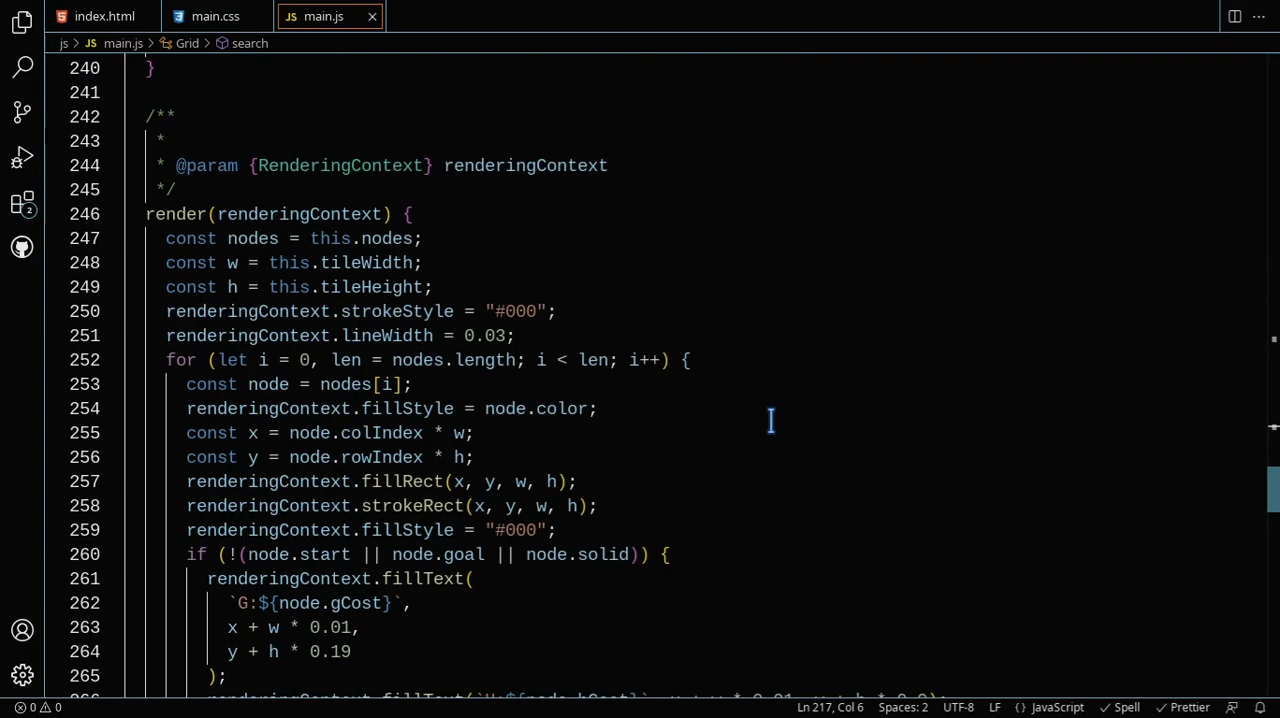 index.html
main.css
JS main.js
js > JS main.js > Grid > search
240 }
241
242 /**
243 *
244 * @param {RenderingContext} renderingContext
245 */
246 render(renderingContext) {
247 const nodes = this.nodes;
248 const w = this.tileWidth;
249 const h = this.tileHeight;
250 renderingContext.strokeStyle = "#000";
251 renderingContext.lineWidth = 0.03;
252 for (let i = 0, len = nodes.length; i < len; i++) {
253 const node = nodes[i];
254 renderingContext.fillStyle = node.color;
255 const x = node.colIndex * w;
256 const y = node.rowIndex * h;
257 renderingContext.fillRect(x, y, w, h);
258 renderingContext.strokeRect(x, y, w, h);
259 renderingContext.fillStyle = "#000";
260 if (!(node.start || node.goal || node.solid)) {
261 renderingContext.fillText(
262 `G:${node.gCost}`,
263 x + w * 0.01,
264 y + h * 0.19
265 );
2
Ln 217, Col 6 Spaces: 2 UTF-8 LF {} JavaScript Spell Prettier
0 0